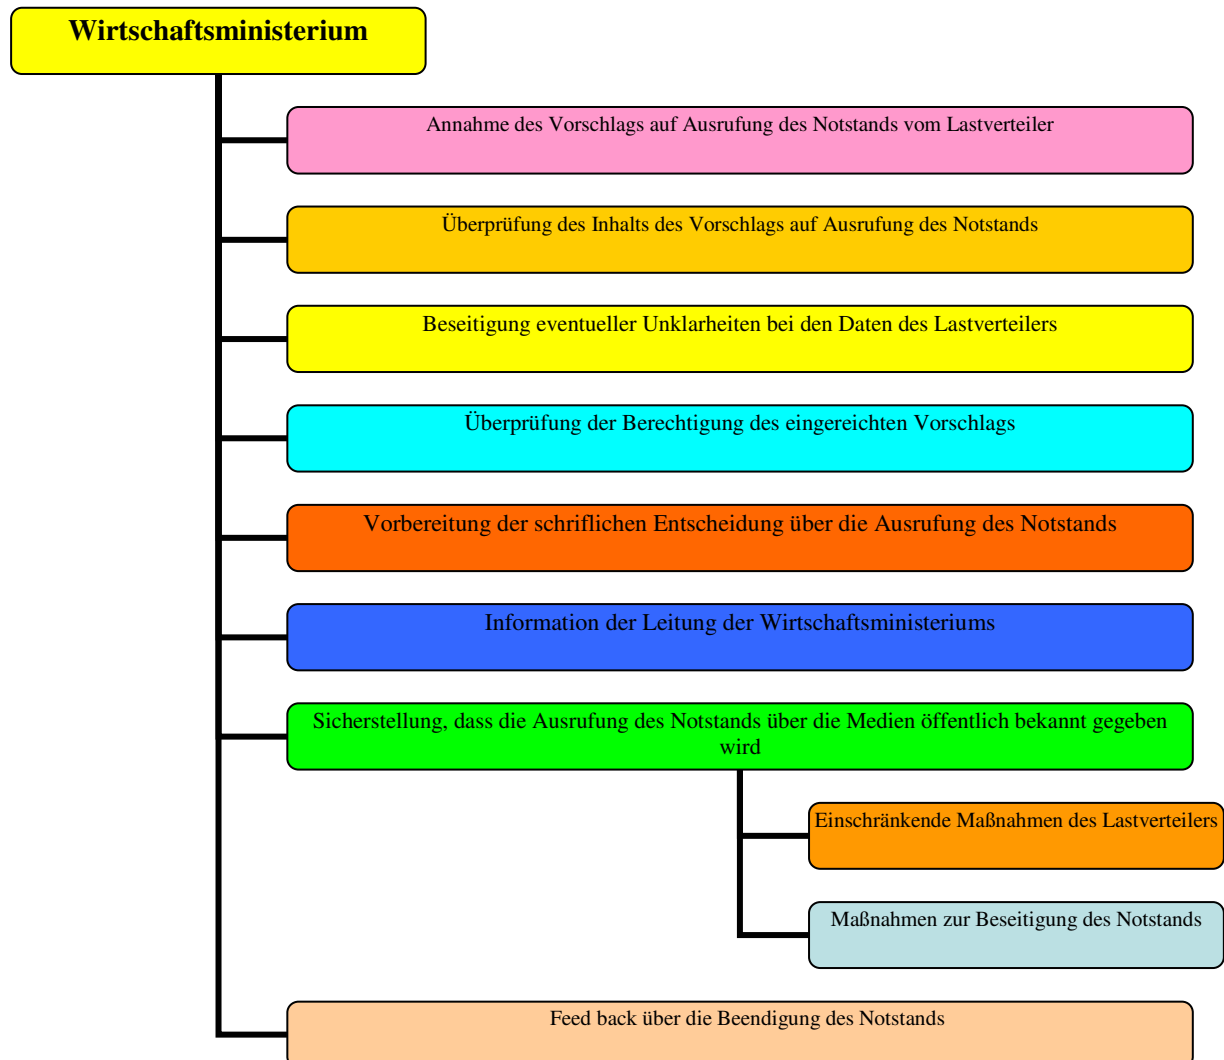 Wirtschaftsministerium
Annahme des Vorschlags auf Ausrufung des Notstands vom Lastverteiler
Überprüfung des Inhalts des Vorschlags auf Ausrufung des Notstands
Beseitigung eventueller Unklarheiten bei den Daten des Lastverteilers
Überprüfung der Berechtigung des eingereichten Vorschlags
Vorbereitung der schriflichen Entscheidung über die Ausrufung des Notstands
Information der Leitung der Wirtschaftsministeriums
Sicherstellung, dass die Ausrufung des Notstands über die Medien öffentlich bekannt gegeben
wird
Einschränkende Maßnahmen des Lastverteilers
Maßnahmen zur Beseitigung des Notstands
Feed back über die Beendigung des Notstands